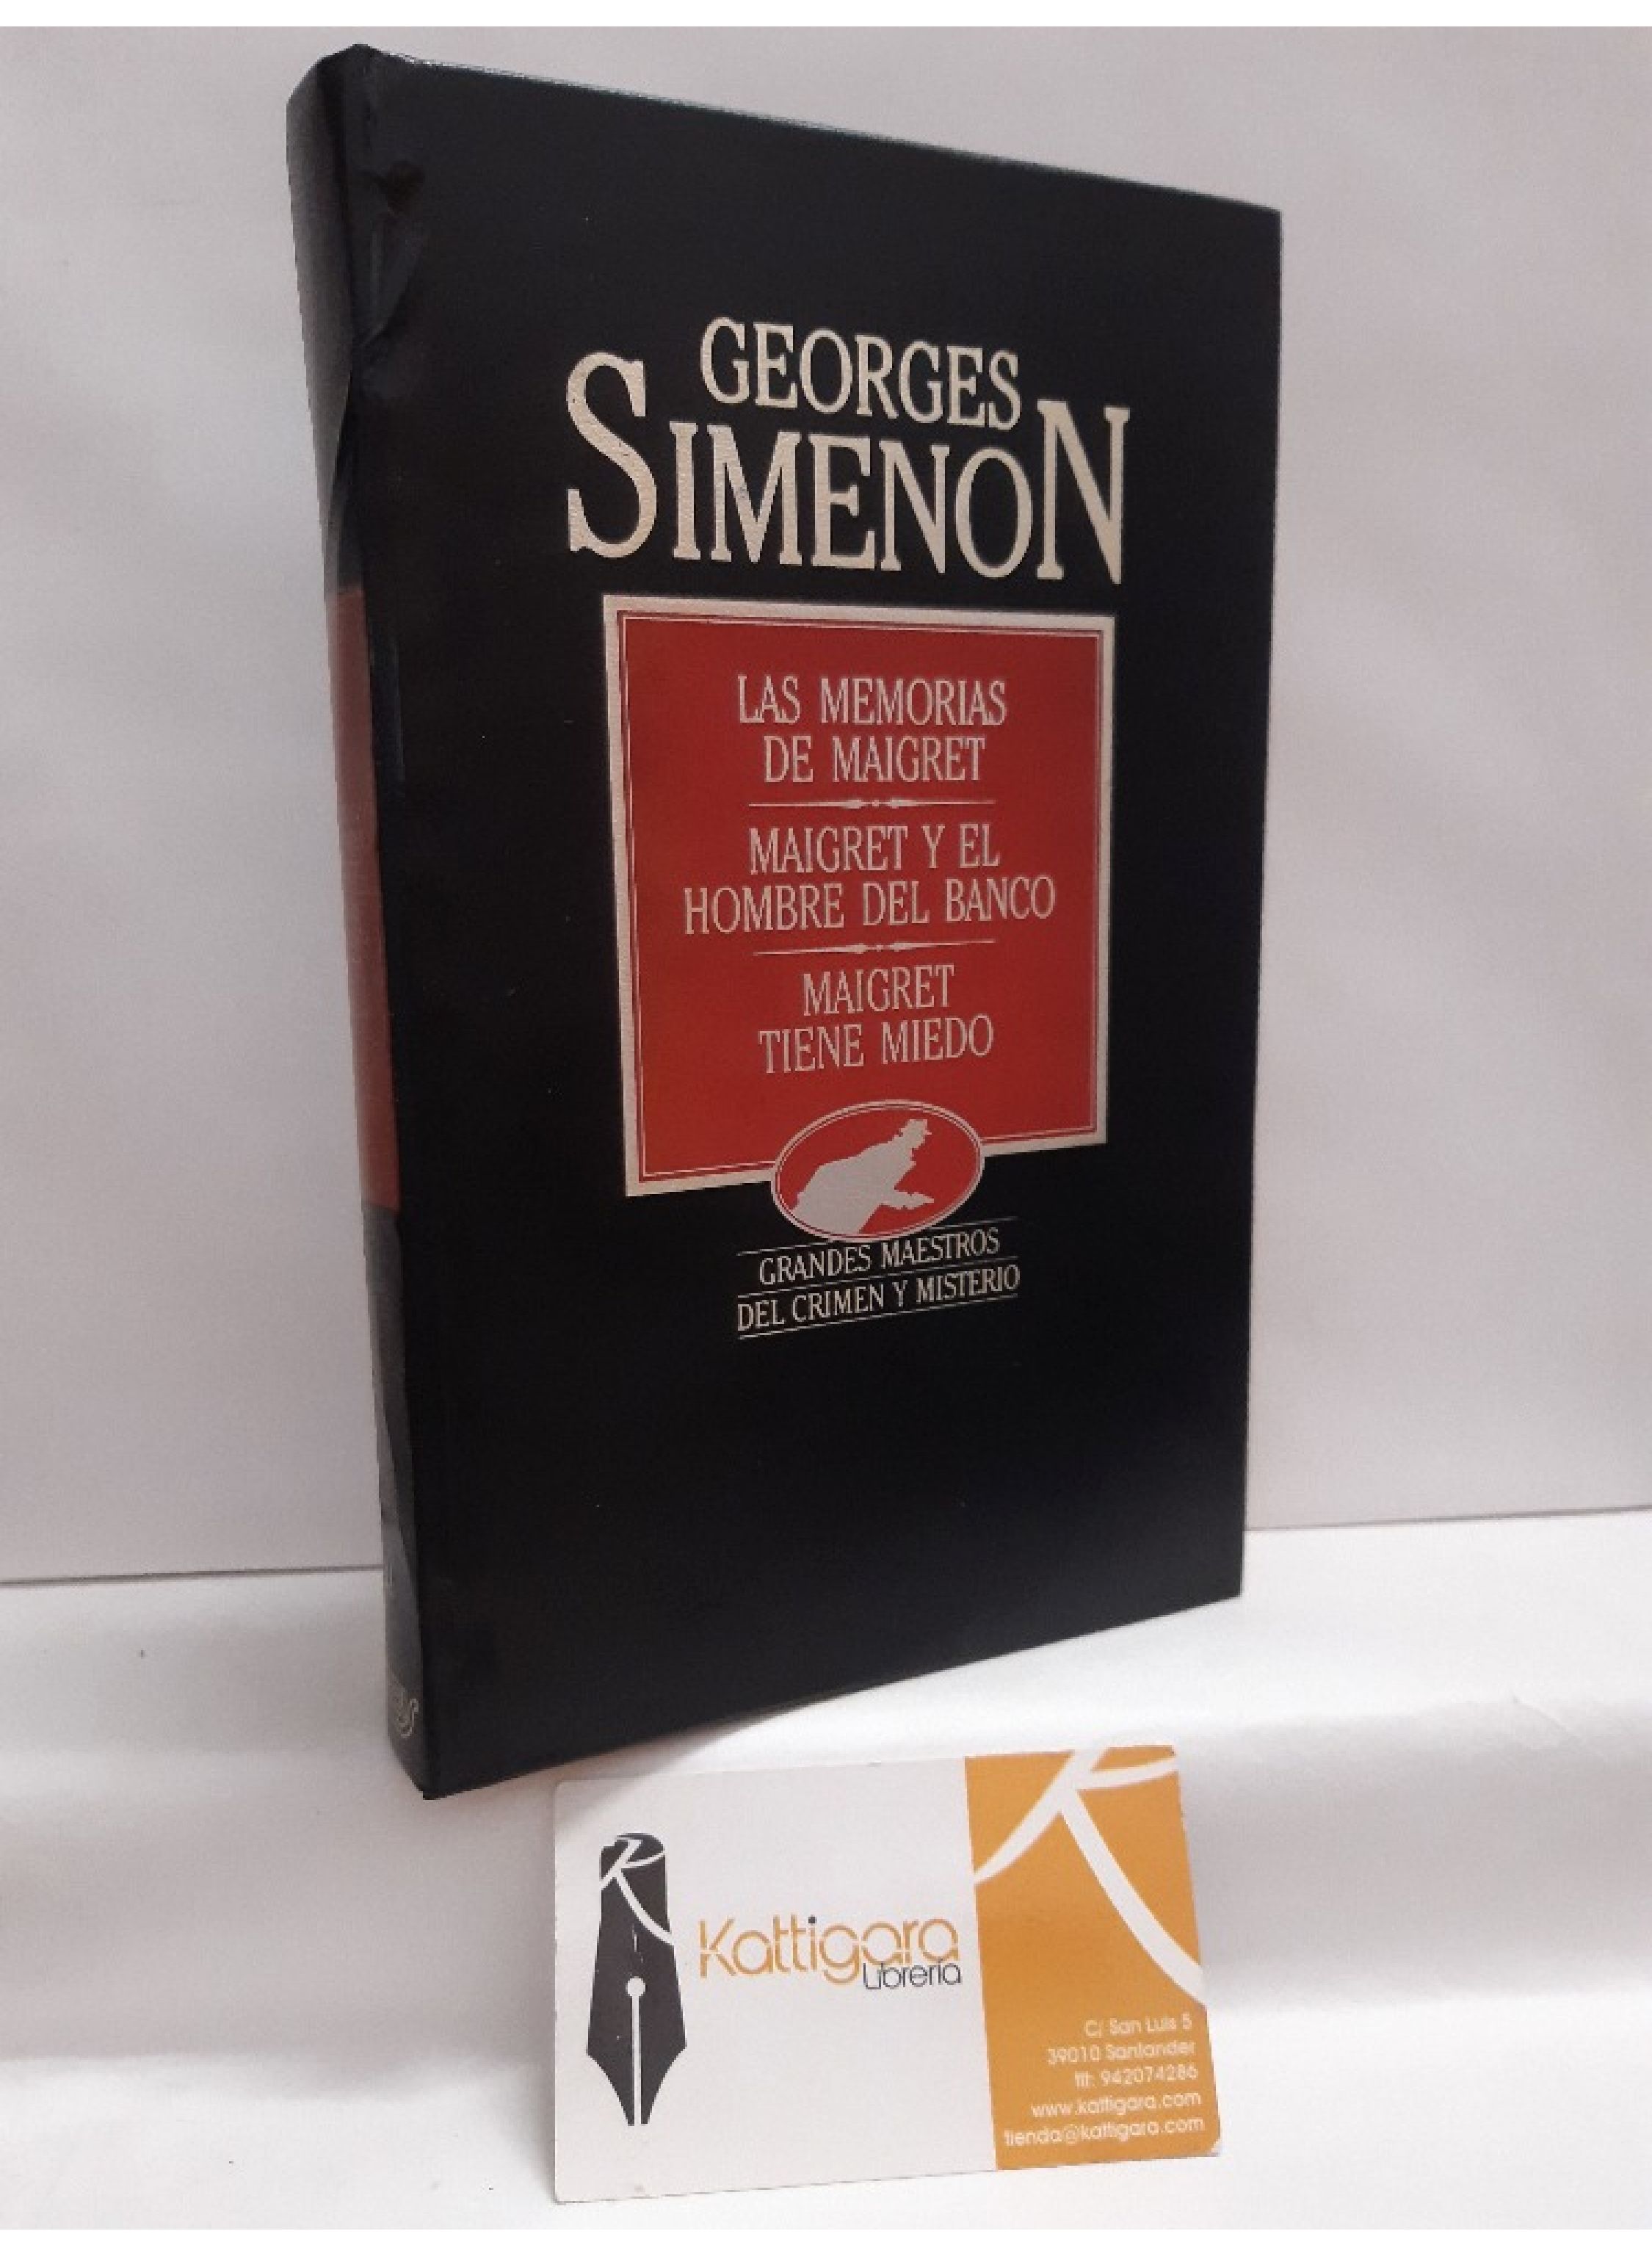 GEORGES
SIMENON
LAS MEMORIAS
DE MAIGRET
MAIGRET Y EL
HOMBRE DEL BANCO
MAIGRET
TIENE MIEDO
GRANDES MAESTROS
DEL CRIMEN Y MISTERIO
Kattigara
Librería
C/ San Luis 5
39010 Santander
tlf: 942074286
www.kattigara.com
tienda@kattigara.com